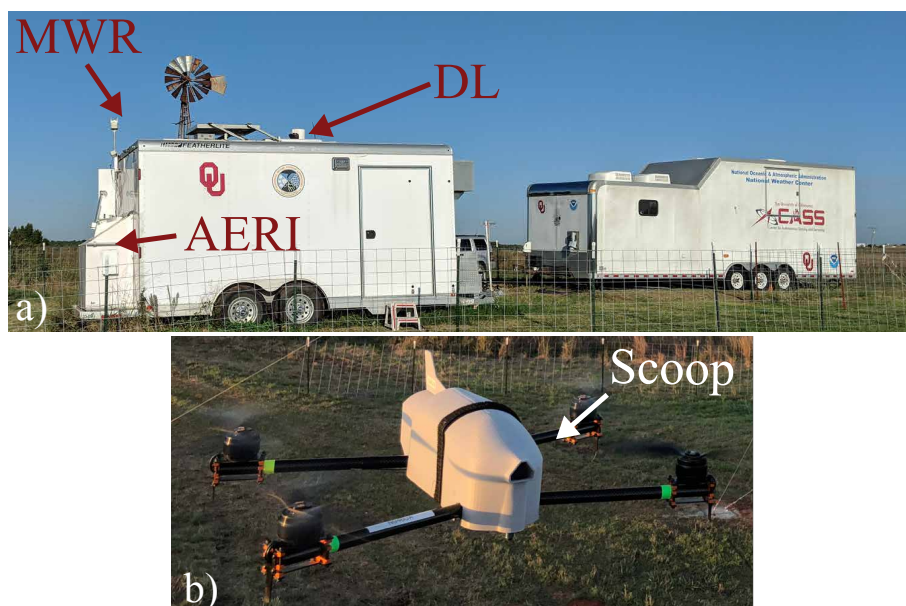 MWR
DL
FEATHERLITE
OU
AERI
National Oceanic & Atmospheric Administration
National Weather Center
CASS
OU
a)
Scoop
b)